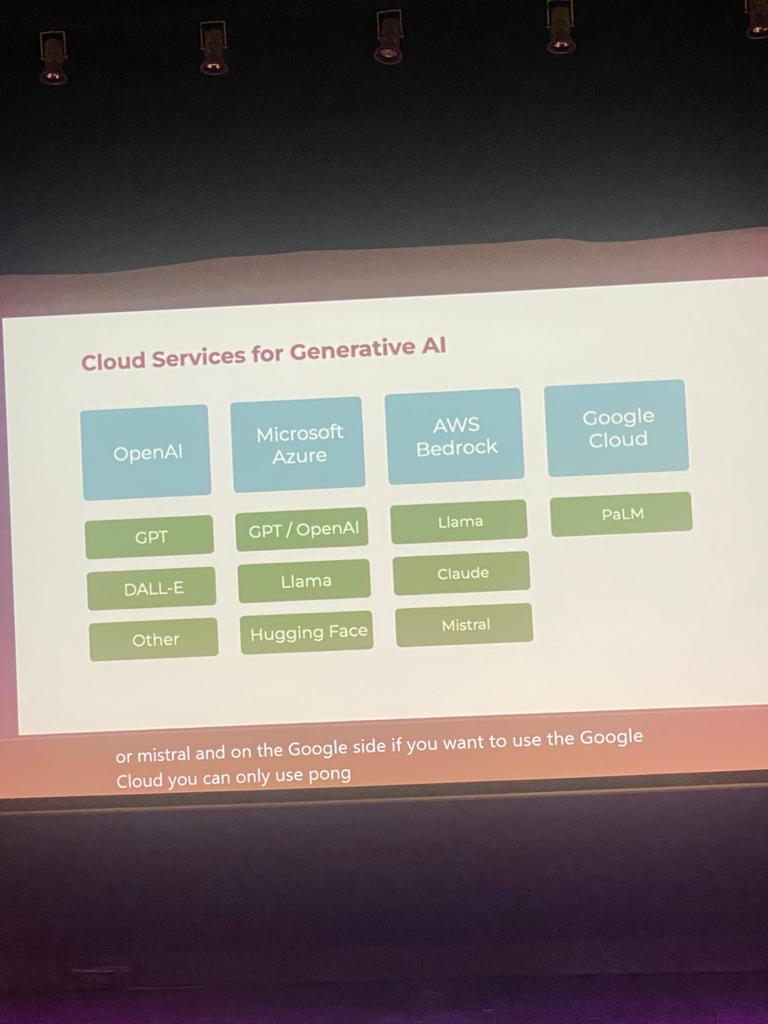 Cloud Services for Generative AI
OpenAI
GPT
DALL-E
Other
Microsoft
Azure
GPT / OpenAI
Llama
Hugging Face
AWS
Bedrock
Llama
Claude
Mistral
Google
Cloud
PaLM
or mistral and on the Google side if you want to use the Google
Cloud you can only use pong